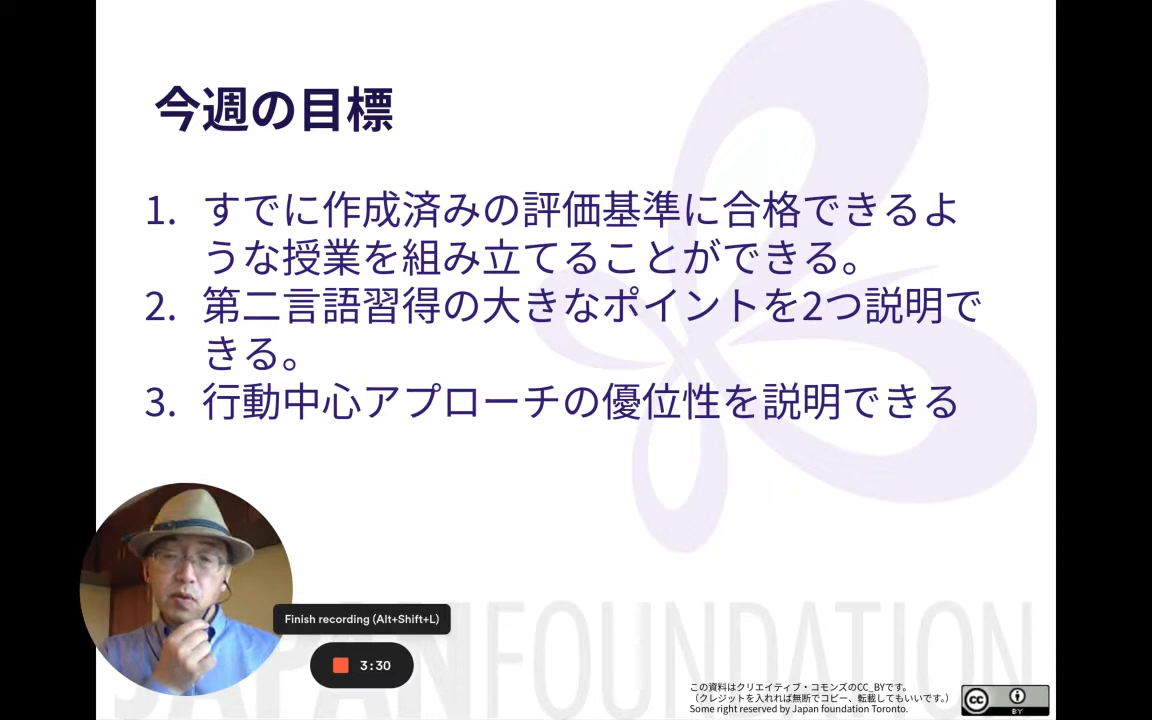 今週の目標
1. すでに作成済みの評価基準に合格できるよ
うな授業を組み立てることができる。
2. 第二言語習得の大きなポイントを2つ説明で
きる。
3. 行動中心アプローチの優位性を説明できる
Finish recording (Alt+Shift+L)
3:30
JAPANFOUNDATION
この資料はクリエイティブ・コモンズのCC_BYです。
（クレジットを入れれば無断でコピー、転載してもいいです。）
Some right reserved by Japan foundation Toronto.
cc
BY